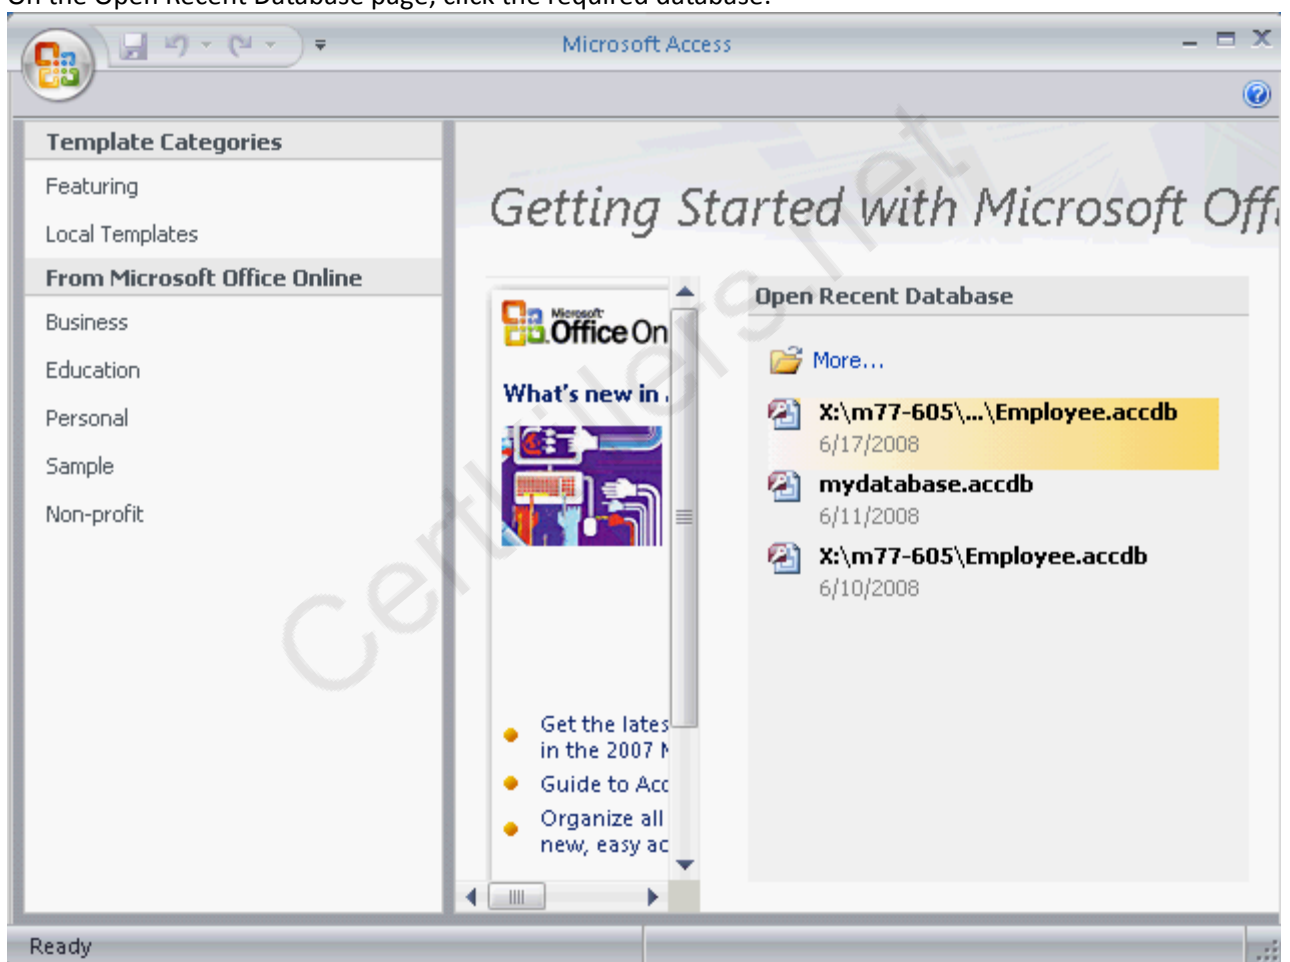 On the Open Recent Database page, click the required database.
Microsoft Access
Template Categories
Featuring
Local Templates
From Microsoft Office Online
Business
Education
Personal
Sample
Non-profit
Getting Started with Microsoft Offi
Microsoft
Office On
What's new in
Get the lates
in the 2007
Guide to Acc
Organize all
new, easy ac
Open Recent Database
More...
X:\m77-605\...\Employee.accdb
6/17/2008
mydatabase.accdb
6/11/2008
X:\m77-605\Employee.accdb
6/10/2008
Ready
Certkillers.net